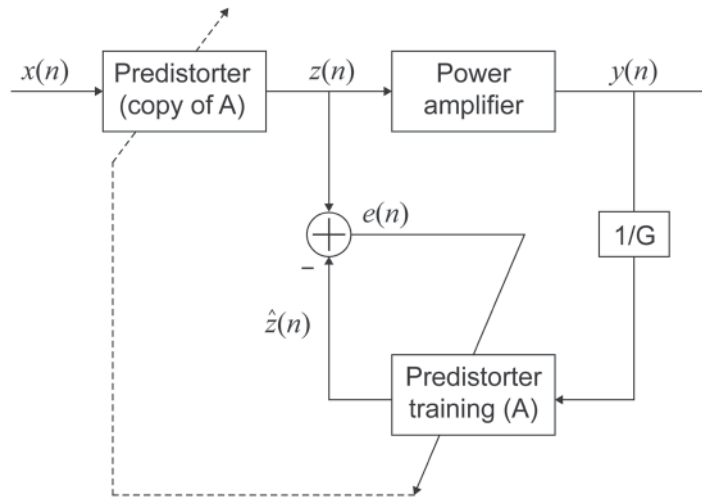 x(n)
Predistorter
(copy of A)
z(n)
Power
amplifier
y(n)
e(n)
1/G
–
ẑ(n)
Predistorter
training (A)